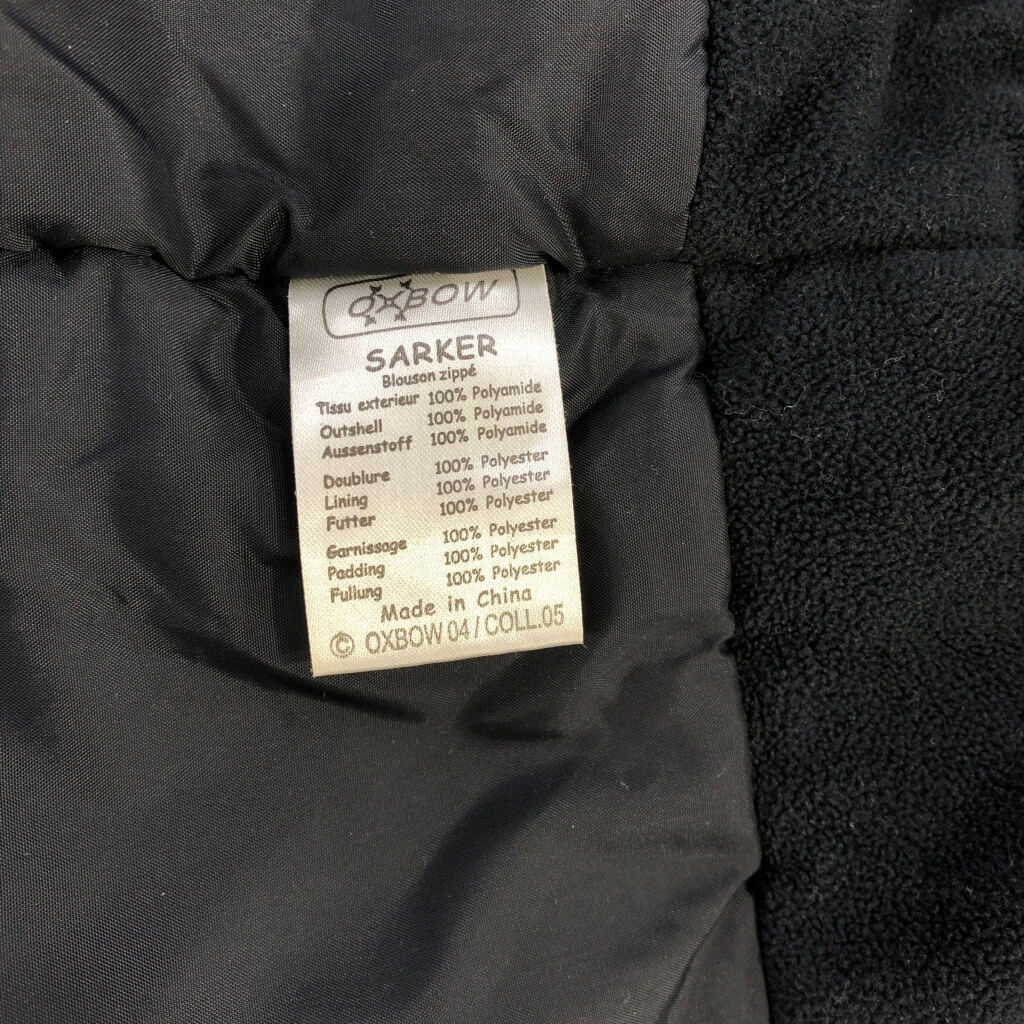 OXBOW
SARKER
Blouson zippé
Tissu exterieur 100% Polyamide
Outshell 100% Polyamide
Aussenstoff 100% Polyamide
Doublure 100% Polyester
Lining 100% Polyester
Futter 100% Polyester
Garnissage 100% Polyester
Padding 100% Polyester
Fullung 100% Polyester
Made in China
© OXBOW 04 / COLL.05